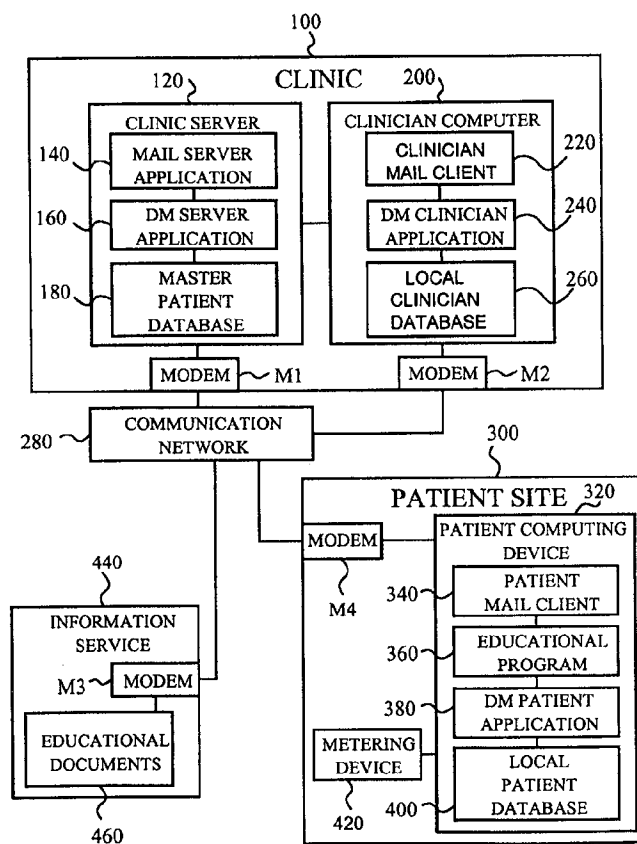 100
CLINIC
120
200
CLINIC SERVER
CLINICIAN COMPUTER
140
MAIL SERVER
APPLICATION
CLINICIAN
MAIL CLIENT
220
160
DM SERVER
APPLICATION
DM CLINICIAN
APPLICATION
240
180
MASTER
PATIENT
DATABASE
LOCAL
CLINICIAN
DATABASE
260
MODEM
M1
MODEM
M2
280
COMMUNICATION
NETWORK
300
PATIENT SITE
320
MODEM
M4
PATIENT COMPUTING
DEVICE
340
PATIENT
MAIL CLIENT
360
EDUCATIONAL
PROGRAM
380
DM PATIENT
APPLICATION
METERING
DEVICE
420
400
LOCAL
PATIENT
DATABASE
440
INFORMATION
SERVICE
M3
MODEM
EDUCATIONAL
DOCUMENTS
460